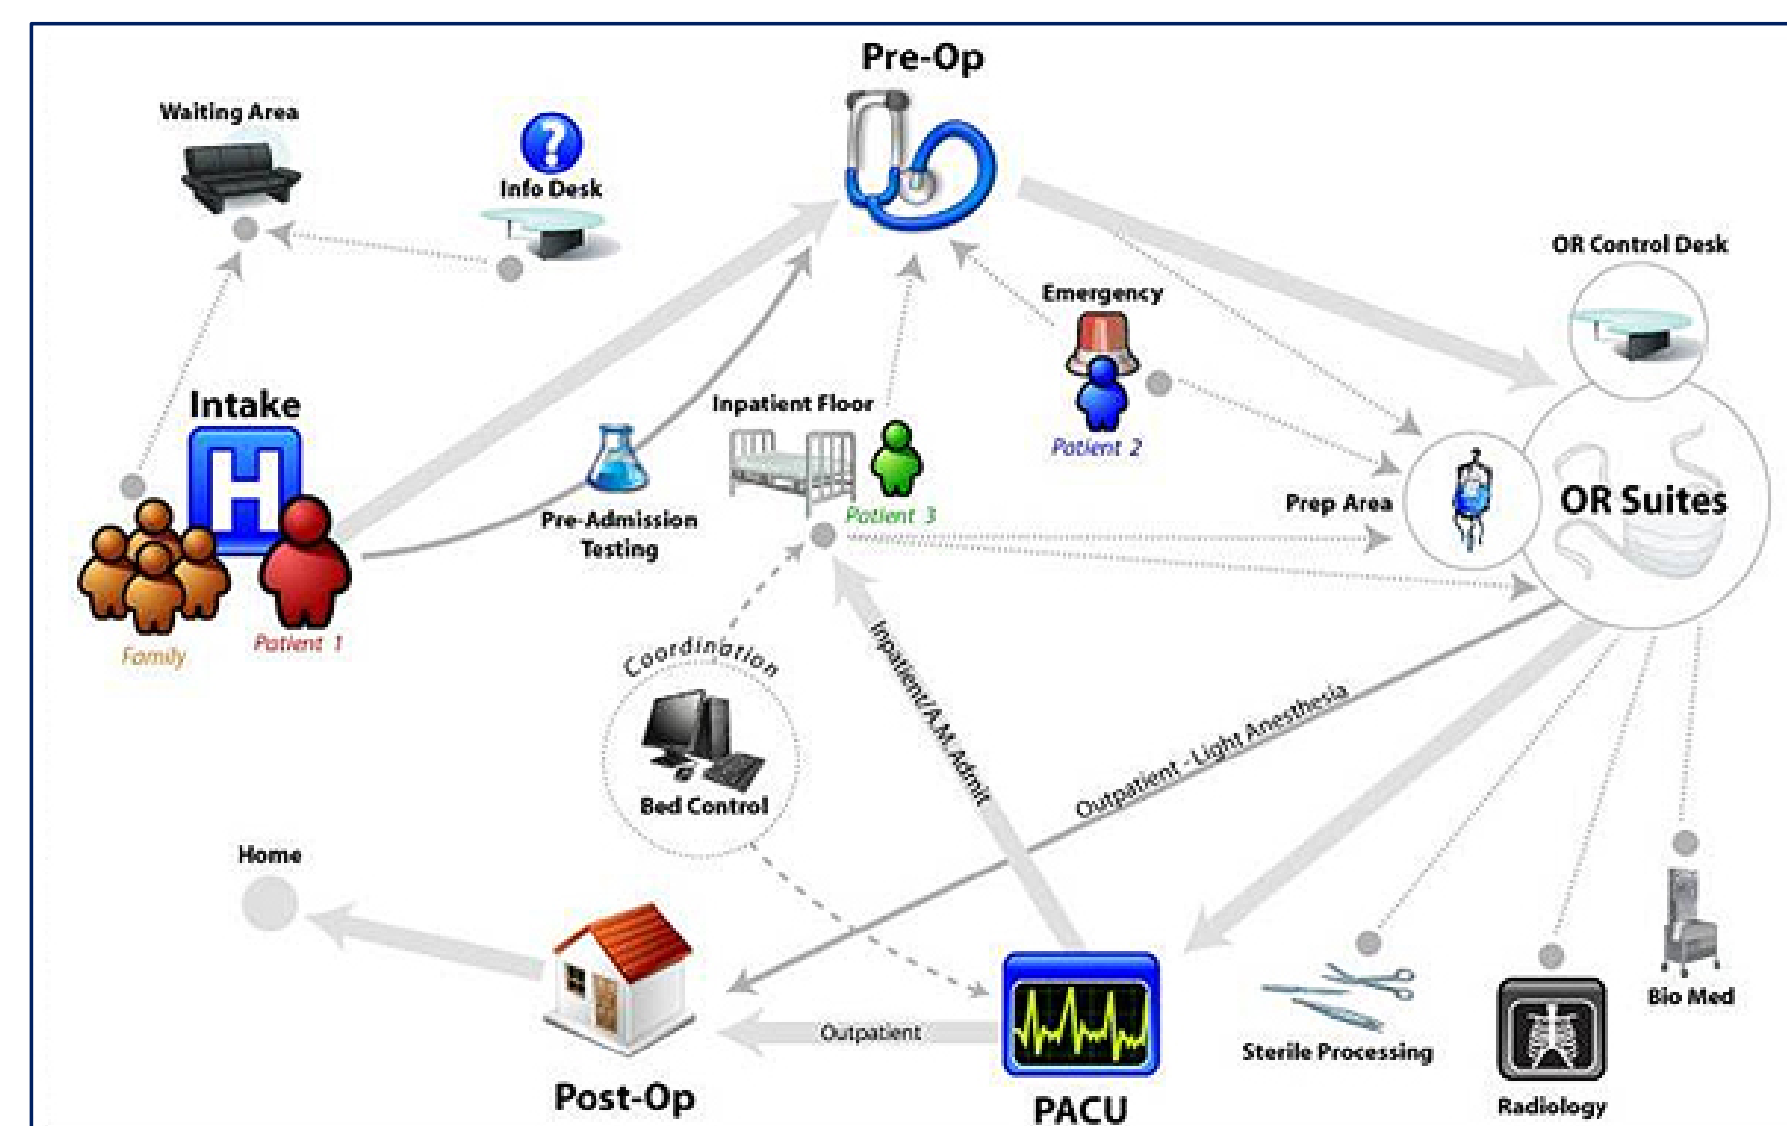 Pre-Op
Waiting Area
?
Info Desk
OR Control Desk
Emergency
Intake
H
Inpatient Floor
Patient 2
Prep Area
OR Suites
Pre-Admission
Testing
Patient 3
Family
Patient 1
Coordination
Bed Control
Inpatient/A.M. Admit
Outpatient - Light Anesthesia
Home
Outpatient
Bio Med
Sterile Processing
Post-Op
PACU
Radiology